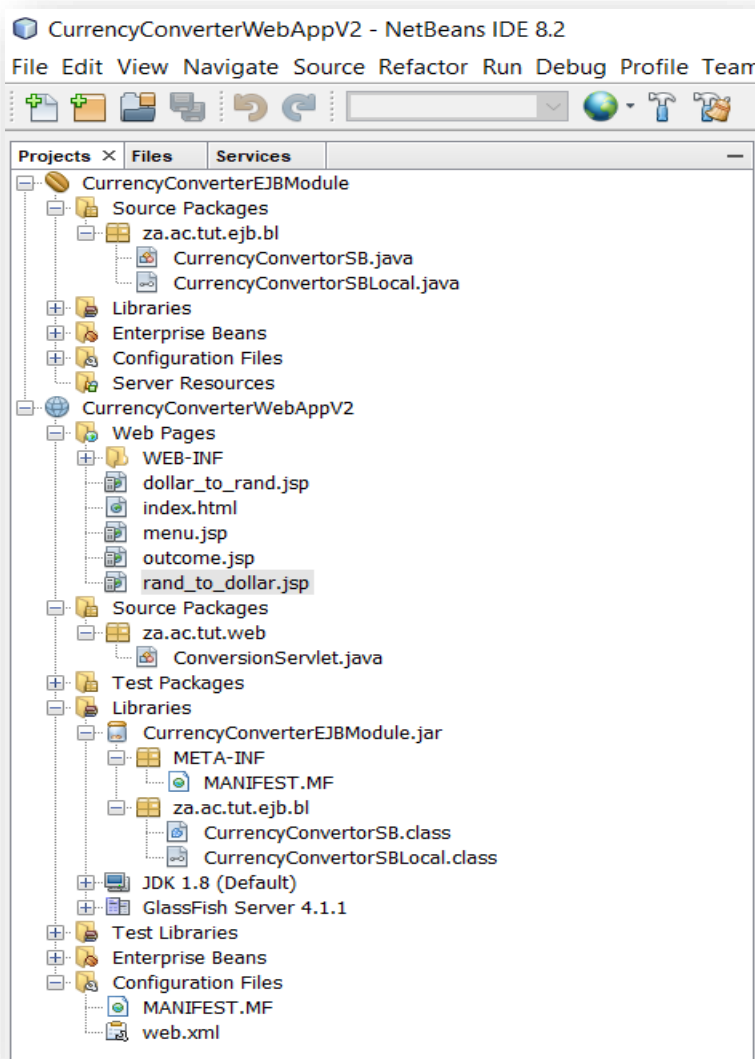 CurrencyConverterWebAppV2 - NetBeans IDE 8.2
File Edit View Navigate Source Refactor Run Debug Profile Team
Projects Files Services
CurrencyConverterEJBModule
Source Packages
za.ac.tut.ejb.bl
CurrencyConvertorSB.java
CurrencyConvertorSBLocal.java
Libraries
Enterprise Beans
Configuration Files
Server Resources
CurrencyConverterWebAppV2
Web Pages
WEB-INF
dollar_to_rand.jsp
index.html
menu.jsp
outcome.jsp
rand_to_dollar.jsp
Source Packages
za.ac.tut.web
ConversionServlet.java
Test Packages
Libraries
CurrencyConverterEJBModule.jar
META-INF
MANIFEST.MF
za.ac.tut.ejb.bl
CurrencyConvertorSB.class
CurrencyConvertorSBLocal.class
JDK 1.8 (Default)
GlassFish Server 4.1.1
Test Libraries
Enterprise Beans
Configuration Files
MANIFEST.MF
web.xml